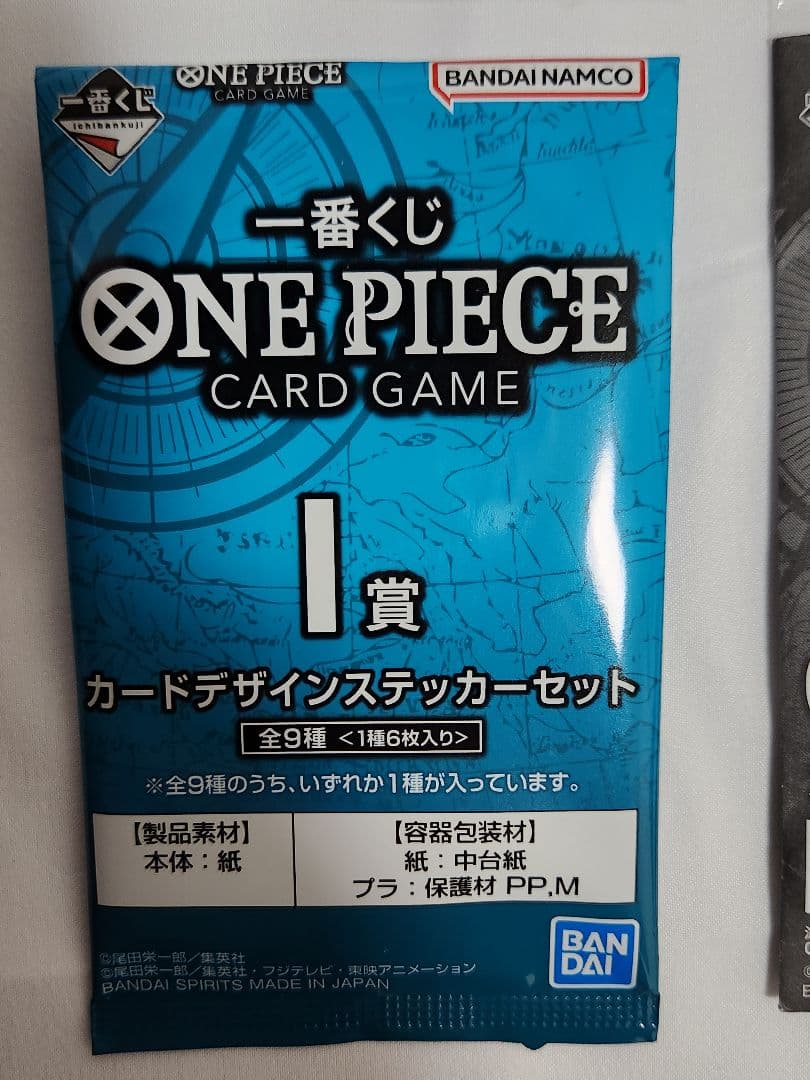 一番くじ
ichibankuji
ONE PIECE
CARD GAME
BANDAI NAMCO
一番くじ
ONE PIECE
CARD GAME
I賞
カードデザインステッカーセット
全9種 <1種6枚入り>
※全9種のうち、いずれか1種が入っています。
【製品素材】
本体：紙
【容器包装材】
紙：中台紙
プラ：保護材 PP,M
©尾田栄一郎／集英社
©尾田栄一郎／集英社・フジテレビ・東映アニメーション
BANDAI SPIRITS MADE IN JAPAN
BAN
DAI